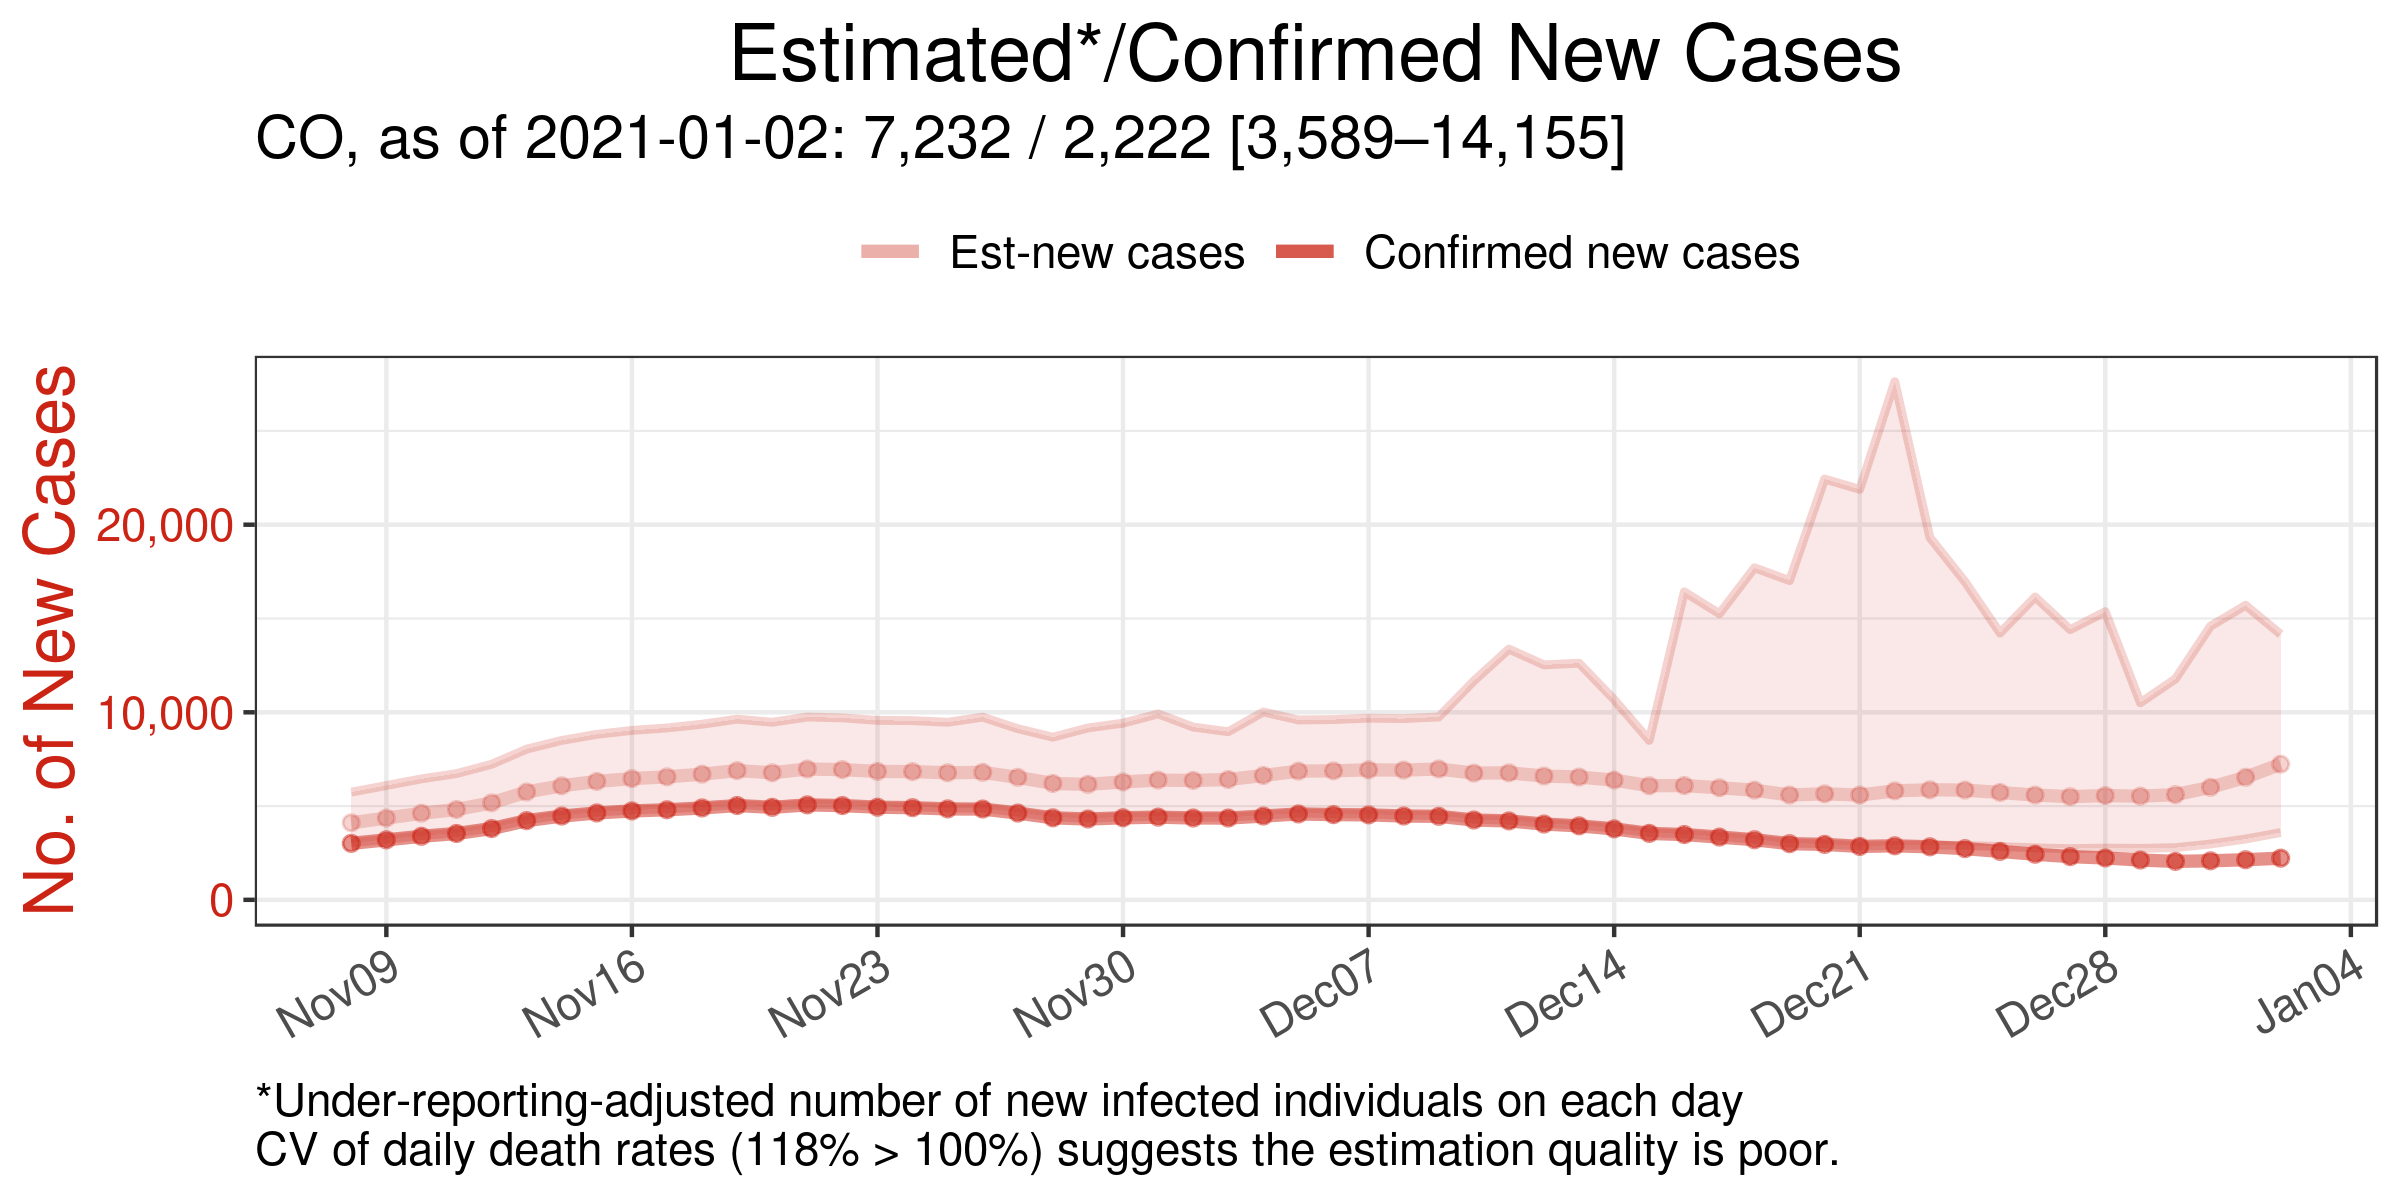 Estimated*/Confirmed New Cases
CO, as of 2021-01-02: 7,232 / 2,222 [3,589–14,155]
Est-new cases Confirmed new cases
No. of New Cases
20,000
10,000
0
Nov09 Nov16 Nov23 Nov30 Dec07 Dec14 Dec21 Dec28 Jan04
*Under-reporting-adjusted number of new infected individuals on each day
CV of daily death rates (118% > 100%) suggests the estimation quality is poor.